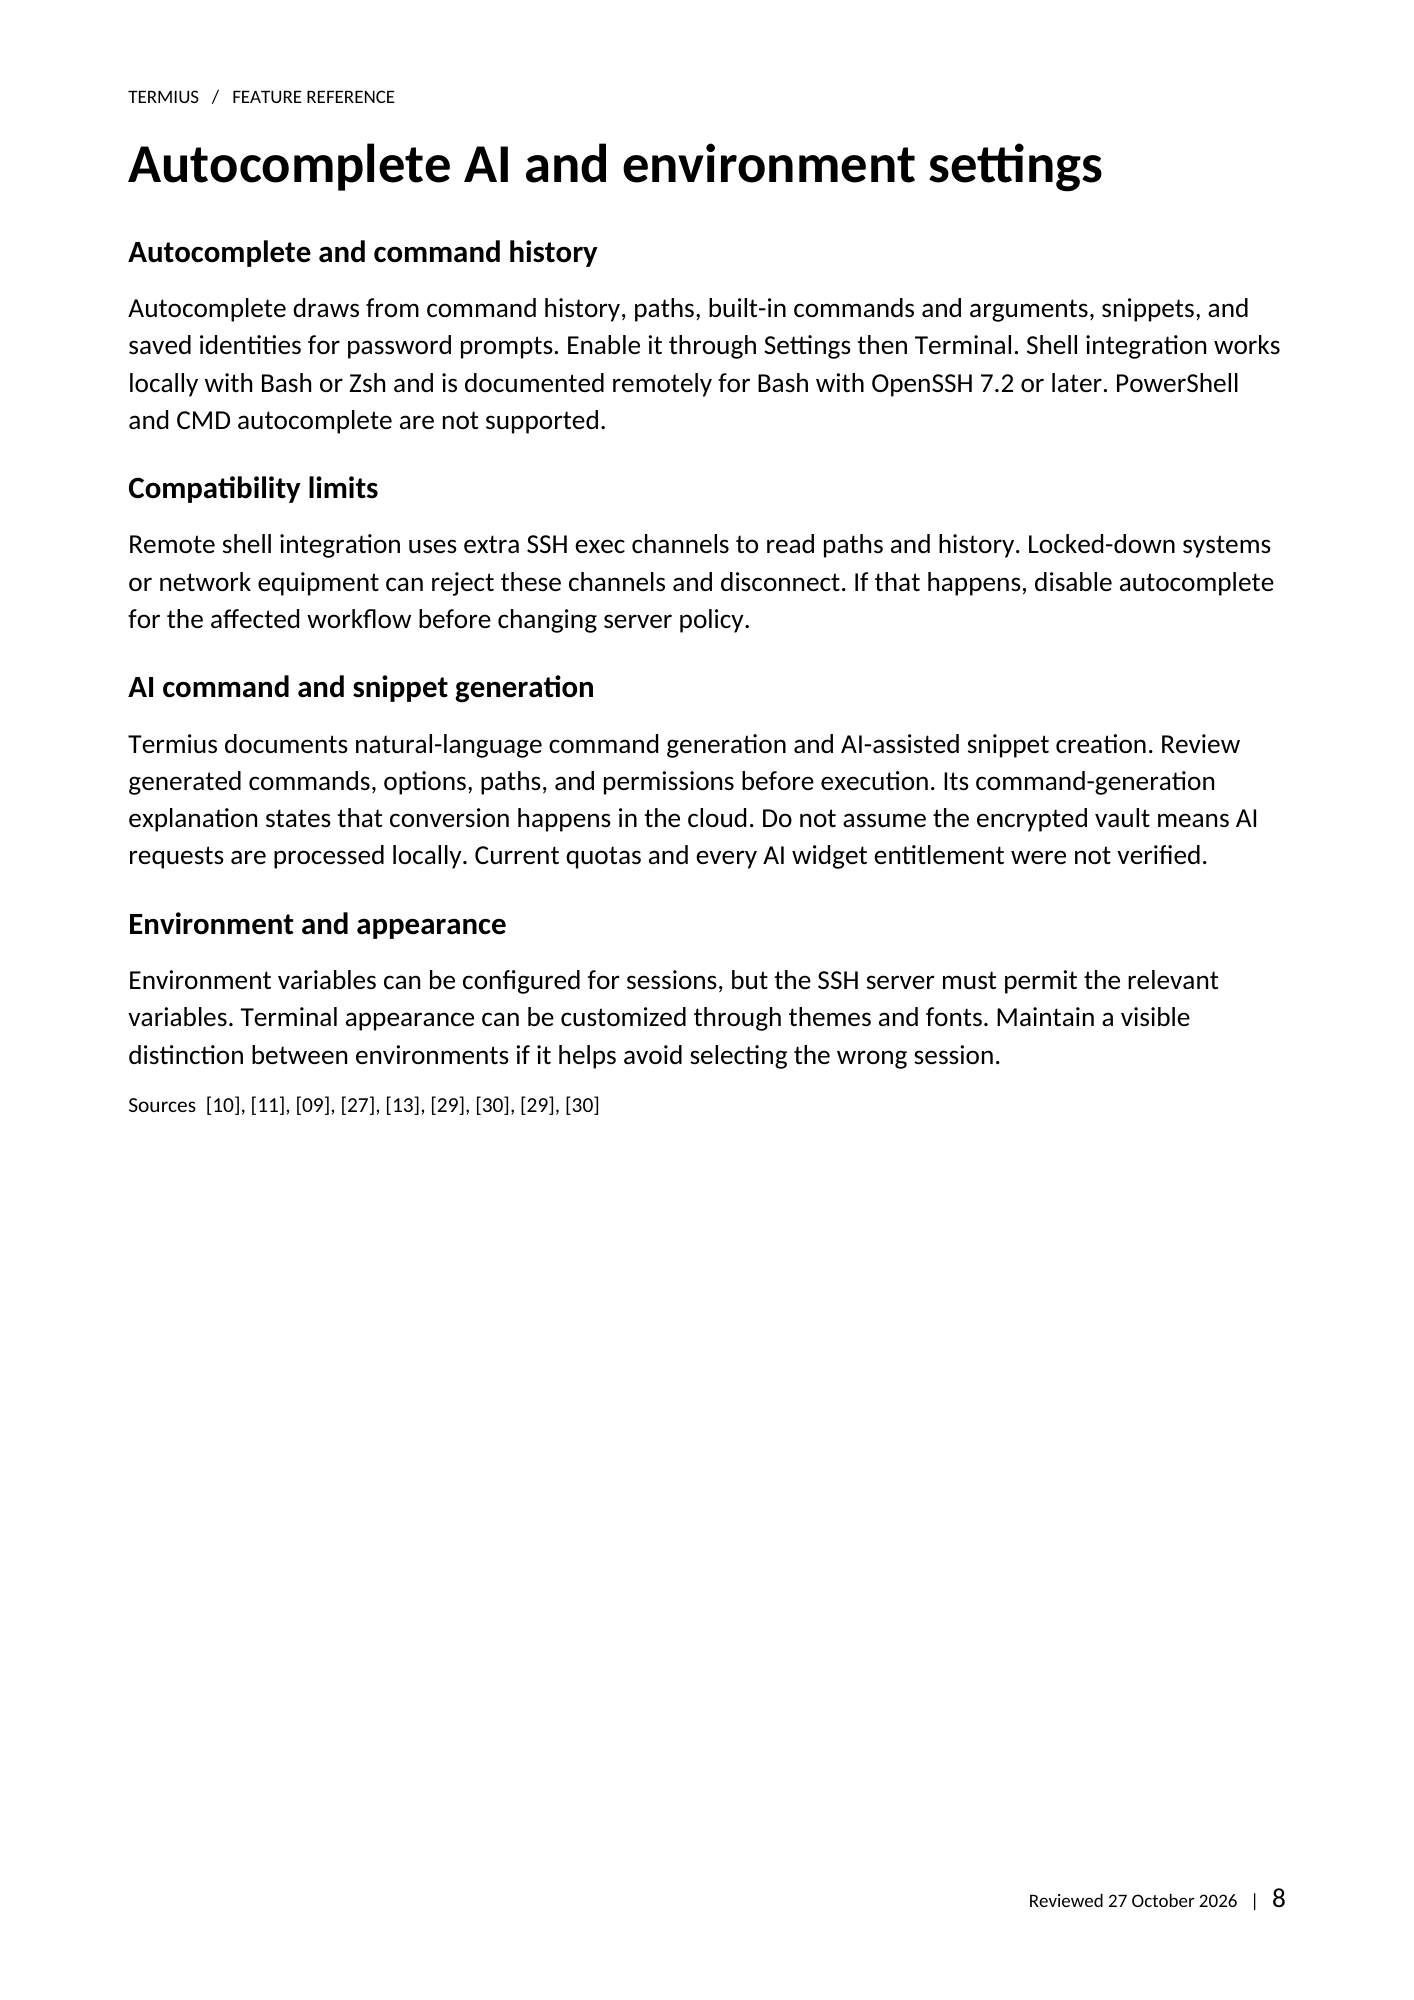 TERMIUS / FEATURE REFERENCE
Autocomplete AI and environment settings
Autocomplete and command history
Autocomplete draws from command history, paths, built-in commands and arguments, snippets, and
saved identities for password prompts. Enable it through Settings then Terminal. Shell integration works
locally with Bash or Zsh and is documented remotely for Bash with OpenSSH 7.2 or later. PowerShell
and CMD autocomplete are not supported.
Compatibility limits
Remote shell integration uses extra SSH exec channels to read paths and history. Locked-down systems
or network equipment can reject these channels and disconnect. If that happens, disable autocomplete
for the affected workflow before changing server policy.
AI command and snippet generation
Termius documents natural-language command generation and AI-assisted snippet creation. Review
generated commands, options, paths, and permissions before execution. Its command-generation
explanation states that conversion happens in the cloud. Do not assume the encrypted vault means AI
requests are processed locally. Current quotas and every AI widget entitlement were not verified.
Environment and appearance
Environment variables can be configured for sessions, but the SSH server must permit the relevant
variables. Terminal appearance can be customized through themes and fonts. Maintain a visible
distinction between environments if it helps avoid selecting the wrong session.
Sources [10], [11], [09], [27], [13], [29], [30], [29], [30]
Reviewed 27 October 2026 | 8